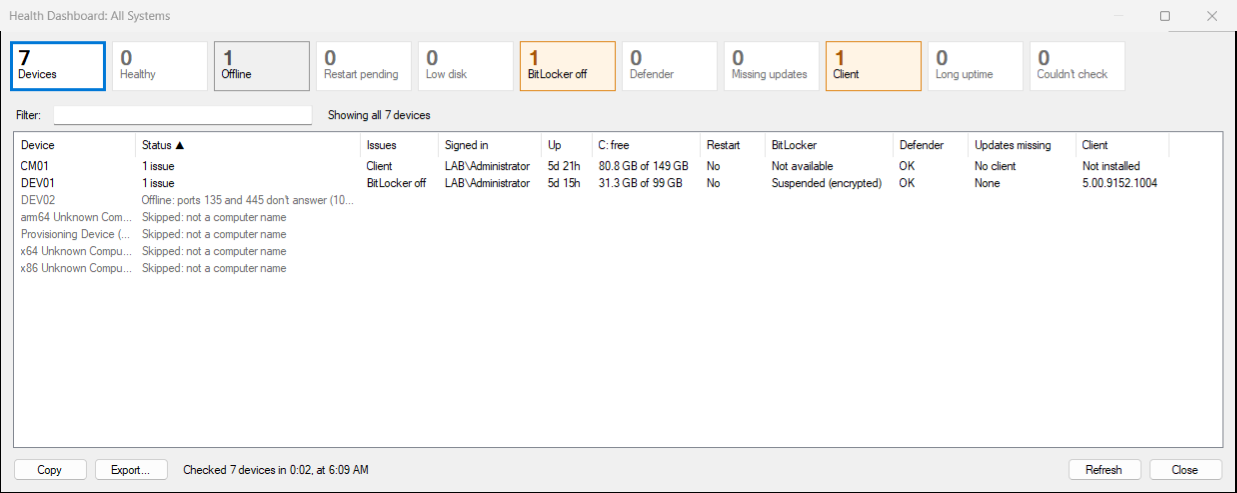 Health Dashboard: All Systems
7 Devices
0 Healthy
1 Offline
0 Restart pending
0 Low disk
1 BitLocker off
0 Defender
0 Missing updates
1 Client
0 Long uptime
0 Couldn't check
Filter: Showing all 7 devices
Device Status ▲ Issues Signed in Up C: free Restart BitLocker Defender Updates missing Client
CM01 1 issue Client LAB\Administrator 5d 21h 80.8 GB of 149 GB No Not available OK No client Not installed
DEV01 1 issue BitLocker off LAB\Administrator 5d 15h 31.3 GB of 99 GB No Suspended (encrypted) OK None 5.00.9152.1004
DEV02 Offline: ports 135 and 445 don't answer (10...
arm64 Unknown Com... Skipped: not a computer name
Provisioning Device (... Skipped: not a computer name
x64 Unknown Compu... Skipped: not a computer name
x86 Unknown Compu... Skipped: not a computer name
Copy Export... Checked 7 devices in 0:02, at 6:09 AM Refresh Close